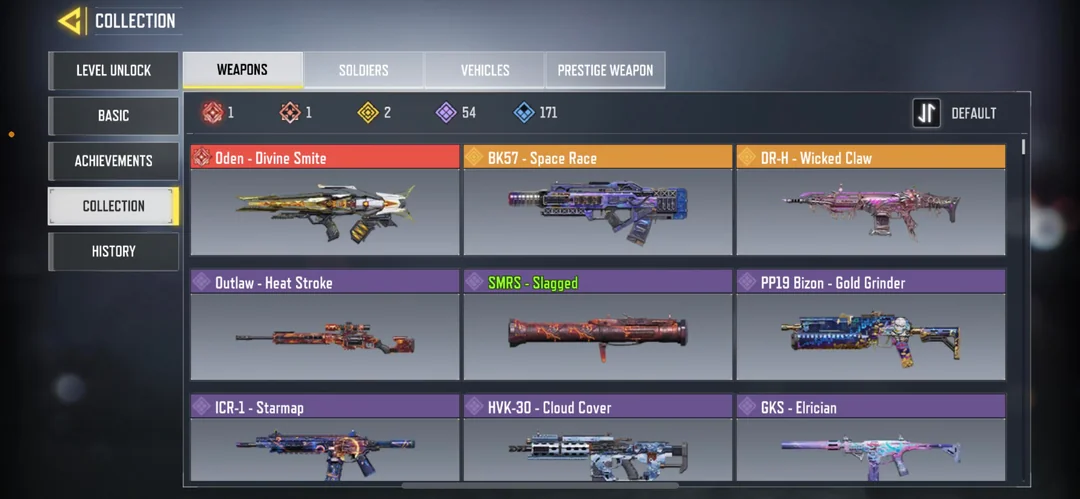 COLLECTION
LEVEL UNLOCK
BASIC
ACHIEVEMENTS
COLLECTION
HISTORY
WEAPONS SOLDIERS VEHICLES PRESTIGE WEAPON
1 1 2 54 171 DEFAULT
Oden - Divine Smite
BK57 - Space Race
DR-H - Wicked Claw
Outlaw - Heat Stroke
SMRS - Slagged
PP19 Bizon - Gold Grinder
ICR-1 - Starmap
HVK-30 - Cloud Cover
GKS - Elrician